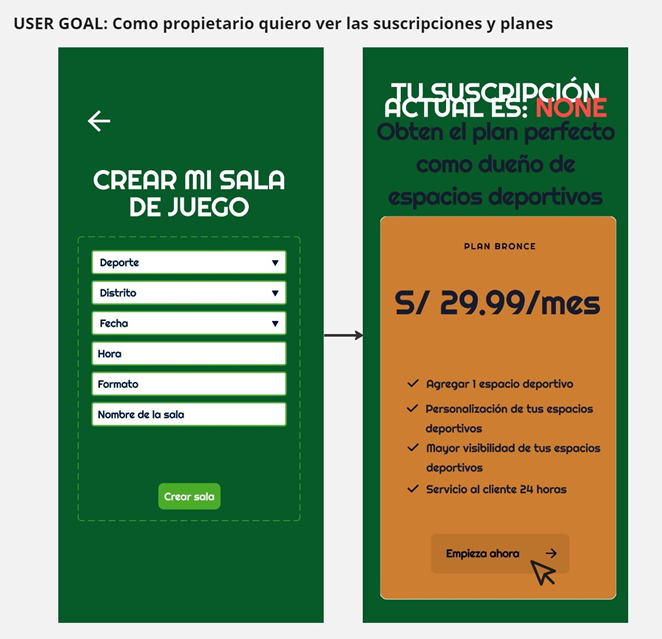 USER GOAL: Como propietario quiero ver las suscripciones y planes
CREAR MI SALA
DE JUEGO
Deporte
Distrito
Fecha
Hora
Formato
Nombre de la sala
Crear sala
TU SUSCRIPCIÓN
ACTUAL ES: NONE
Obten el plan perfecto
como dueño de
espacios deportivos
PLAN BRONCE
S/ 29.99/mes
Agregar 1 espacio deportivo
Personalización de tus espacios
deportivos
Mayor visibilidad de tus espacios
deportivos
Servicio al cliente 24 horas
Empieza ahora